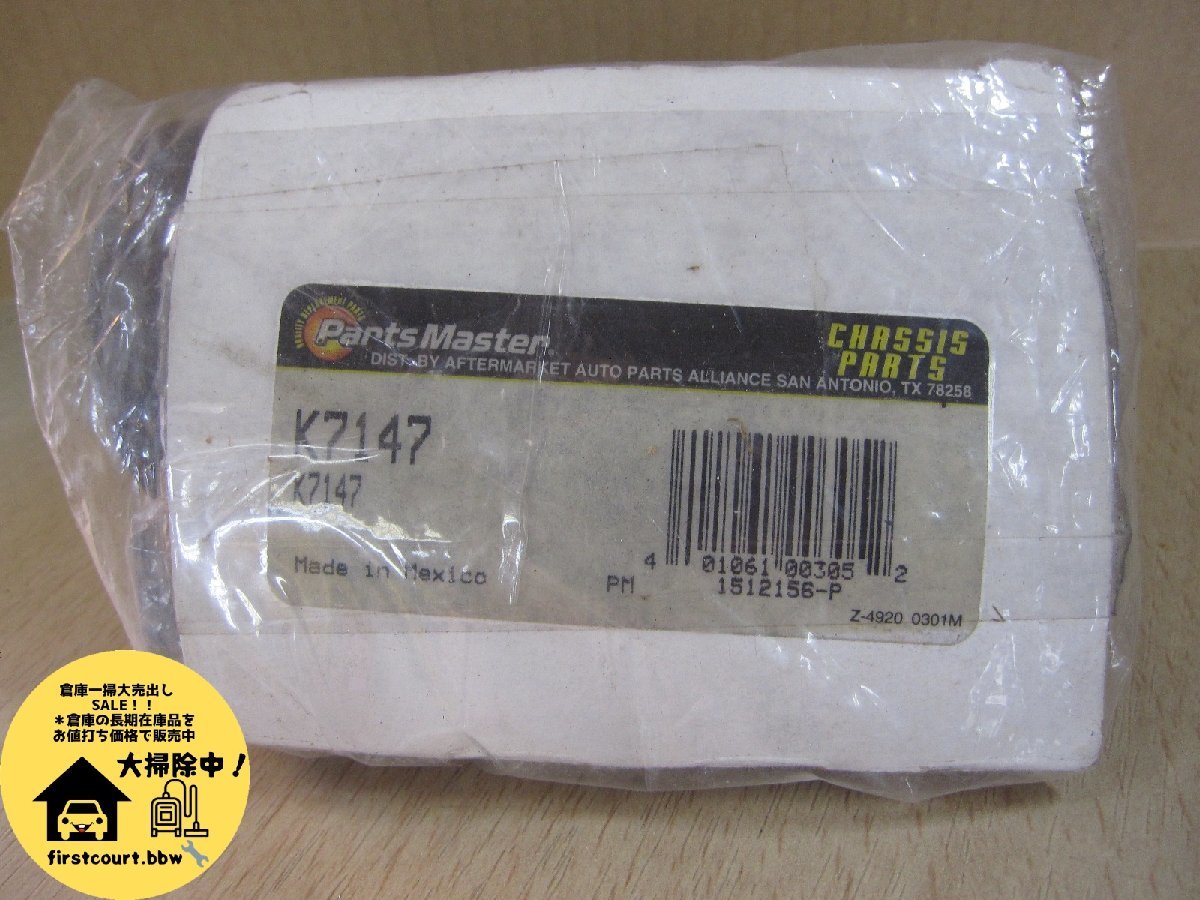 QUALITY REPLACEMENT PARTS
Parts Master
CHASSIS
PARTS
DIST. BY AFTERMARKET AUTO PARTS ALLIANCE SAN ANTONIO, TX 78258
K7147
K7147
Made in Mexico
4 01061 00305 2
PM 1512156-P
Z-4920 0301M
倉庫一掃大売出し
SALE!!
*倉庫の長期在庫品を
お値打ち価格で販売中
大掃除中!
firstcourt.bbw